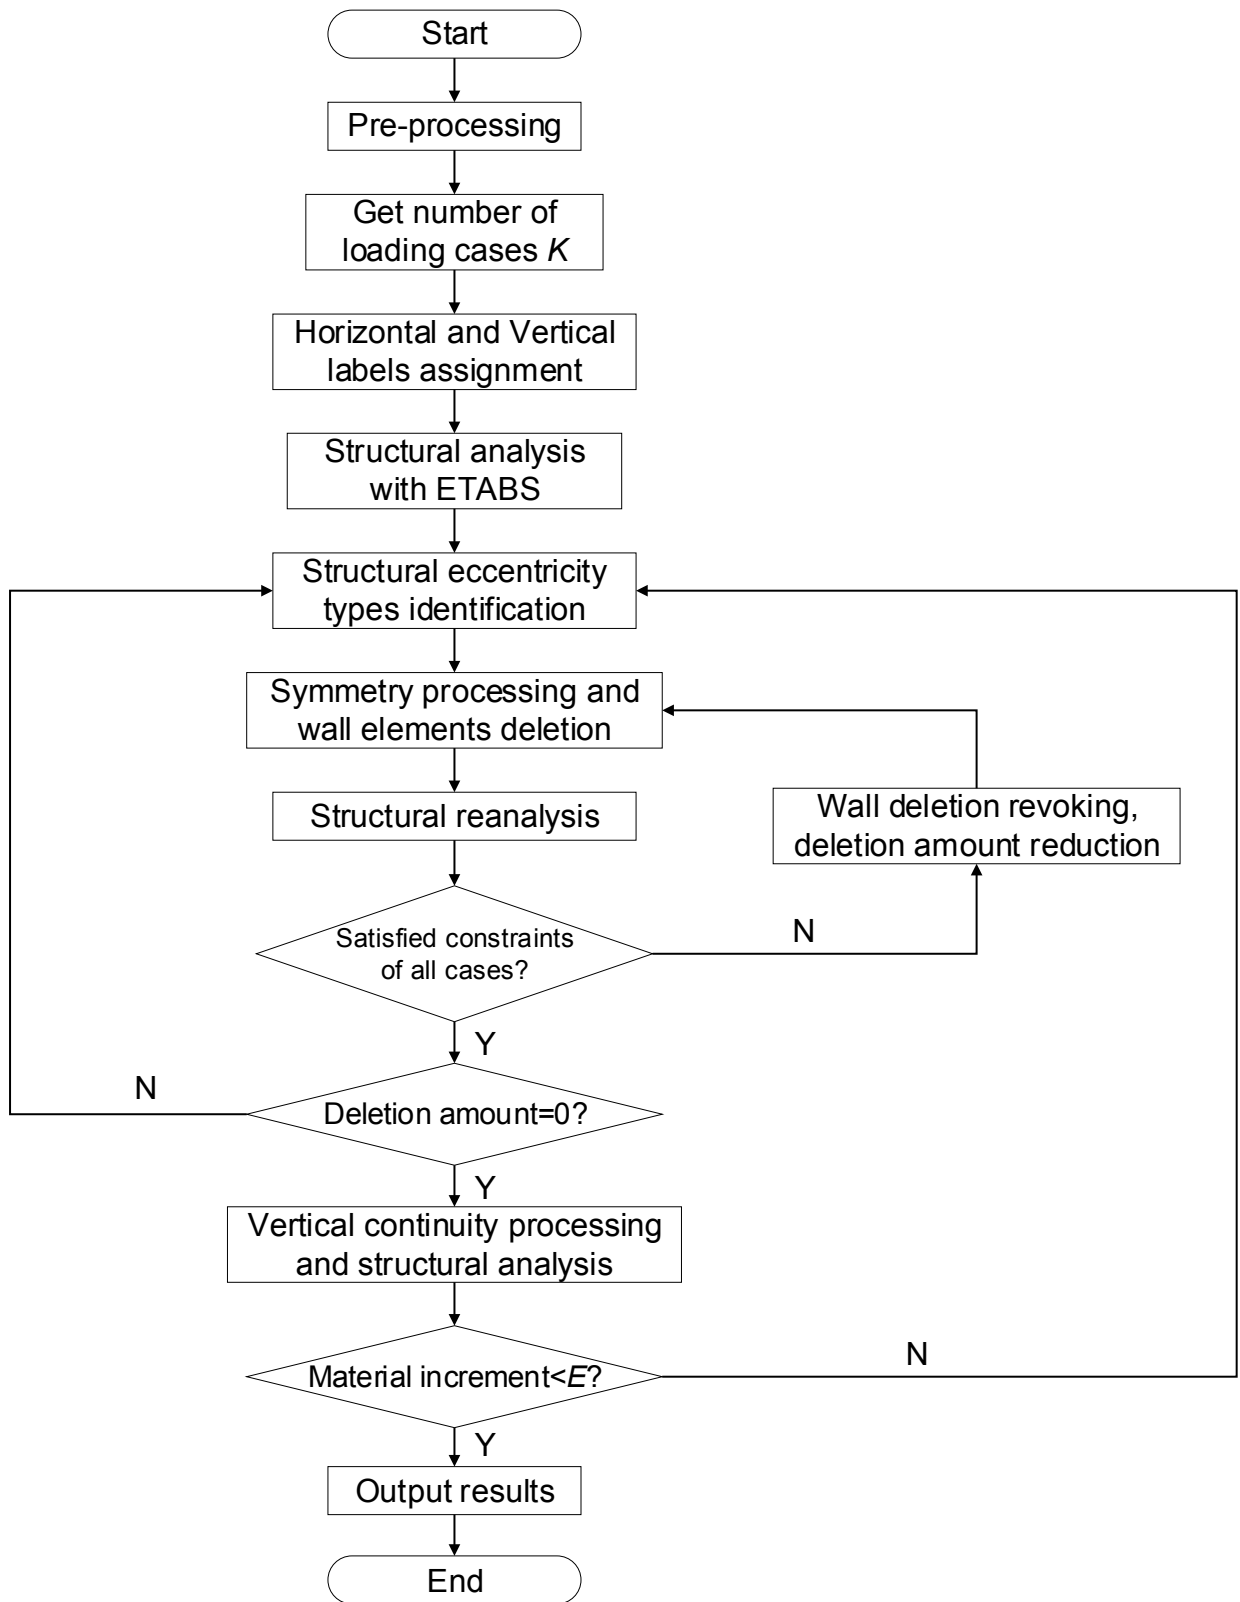 Start
Pre-processing
Get number of
loading cases K
Horizontal and Vertical
labels assignment
Structural analysis
with ETABS
Structural eccentricity
types identification
Symmetry processing and
wall elements deletion
Structural reanalysis
Wall deletion revoking,
deletion amount reduction
Satisfied constraints
of all cases?
N
Y
N
Deletion amount=0?
Y
Vertical continuity processing
and structural analysis
Material increment<E?
N
Y
Output results
End